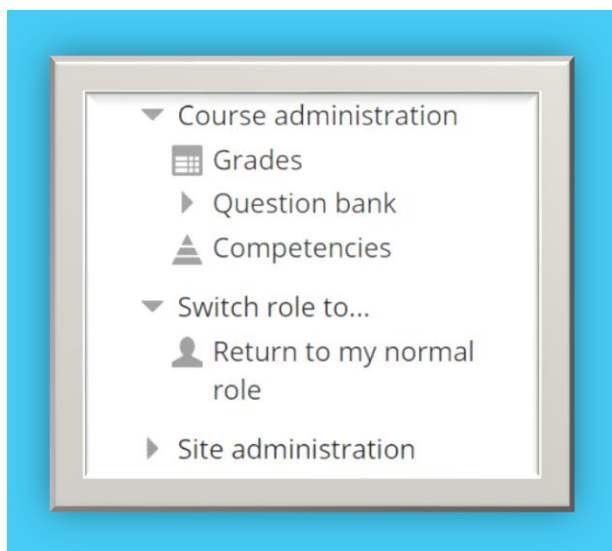 Course administration
Grades
Question bank
Competencies
Switch role to...
Return to my normal
role
Site administration